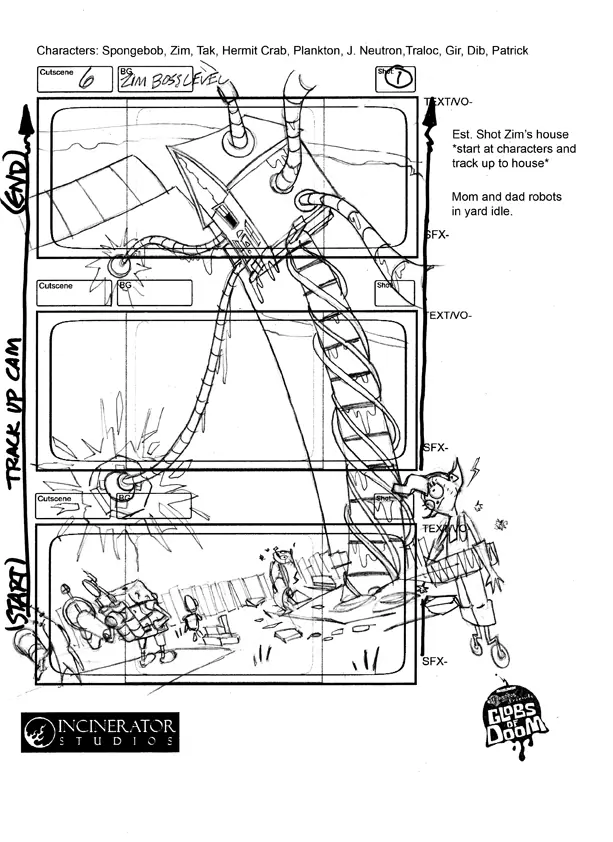 Characters: Spongebob, Zim, Tak, Hermit Crab, Plankton, J. Neutron,Traloc, Gir, Dib, Patrick
Cutscene 6
BG ZIM BOSS LEVEL
Shot 1
TEXT/VO-
Est. Shot Zim's house
*start at characters and
track up to house*
Mom and dad robots
in yard idle.
(END)
SFX-
Cutscene
BG
Shot
TEXT/VO-
TRACK UP CAM
SFX-
Cutscene
BG
Shot
TEXT/VO-
(START)
SFX-
INCINERATOR
STUDIOS
GLOBS
OF
DOOM